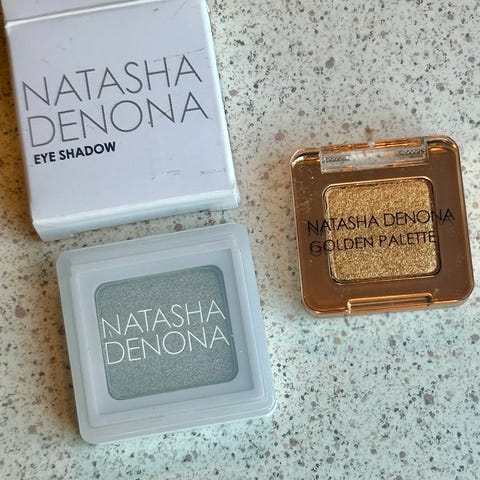 NATASHA
DENONA
EYE SHADOW
NATASHA DENONA
GOLDEN PALETTE
NATASHA
DENONA